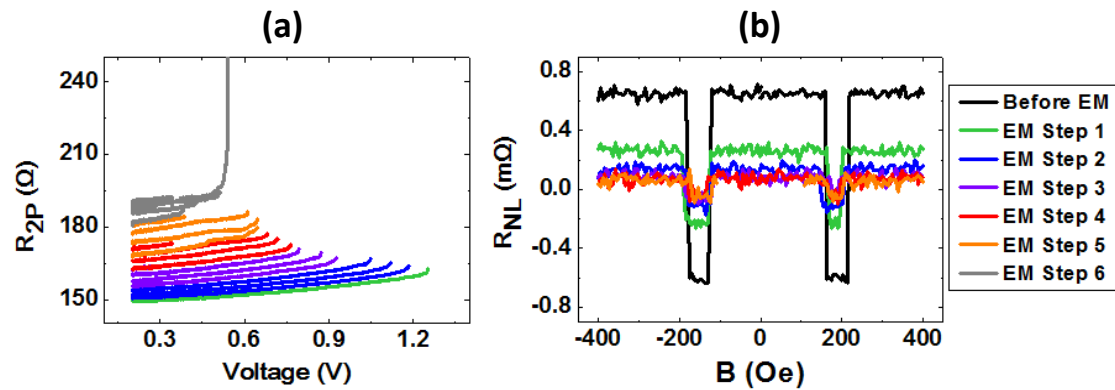 (a)
(b)
R2P (Ω)
240
210
180
150
0.3
0.6
0.9
1.2
Voltage (V)
RNL (mΩ)
0.8
0.4
0.0
-0.4
-0.8
-400
-200
0
200
400
B (Oe)
Before EM
EM Step 1
EM Step 2
EM Step 3
EM Step 4
EM Step 5
EM Step 6